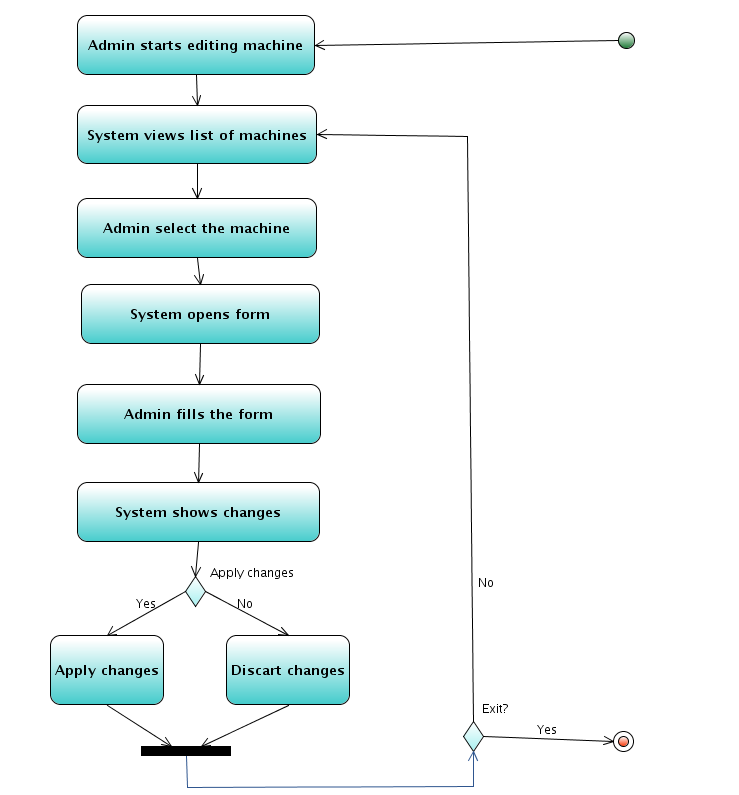 Admin starts editing machine
System views list of machines
Admin select the machine
System opens form
Admin fills the form
System shows changes
Apply changes
Yes
No
Apply changes
Discart changes
No
Exit?
Yes